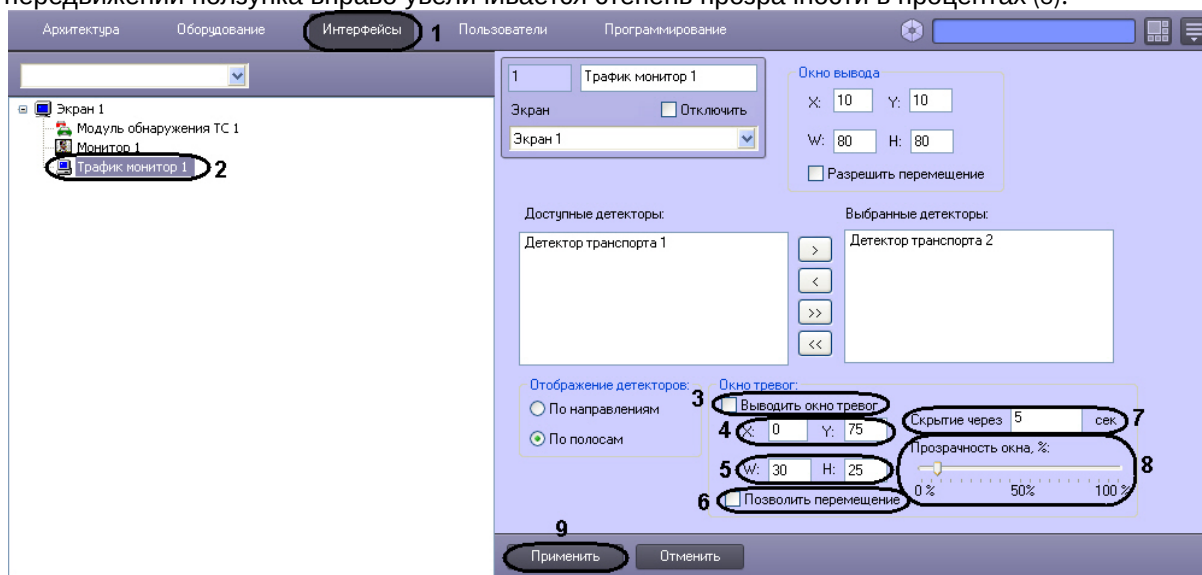 передвижении ползунка вправо увеличивается степень прозрачности в процентах (8).
Архитектура Оборудование Интерфейсы 1 Пользователи Программирование
Экран 1
Модуль обнаружения ТС 1
Монитор 1
Трафик монитор 1 2
1 Трафик монитор 1
Экран Отключить
Экран 1
Окно вывода
X: 10 Y: 10
W: 80 H: 80
Разрешить перемещение
Доступные детекторы: Выбранные детекторы:
Детектор транспорта 1 Детектор транспорта 2
>
<
>>
<<
Отображение детекторов:
По направлениям
По полосам
Окно тревог:
3 Выводить окно тревог
4 X: 0 Y: 75
5 W: 30 H: 25
6 Позволить перемещение
Скрытие через 5 сек 7
Прозрачность окна, %:
8
0 % 50% 100 %
9
Применить Отменить